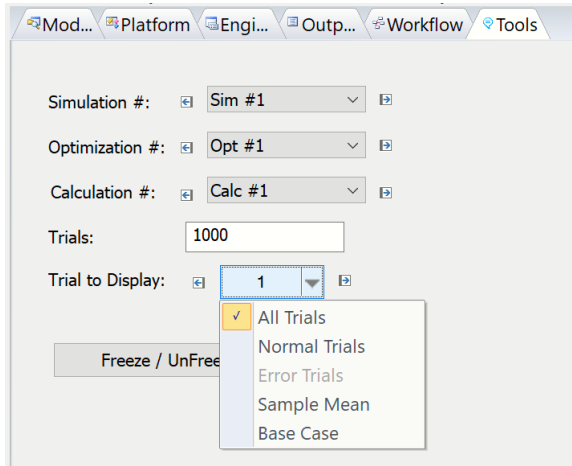 Mod... Platform Engi... Outp... Workflow Tools
Simulation #: Sim #1
Optimization #: Opt #1
Calculation #: Calc #1
Trials: 1000
Trial to Display: 1
All Trials
Normal Trials
Freeze / UnFre
Error Trials
Sample Mean
Base Case